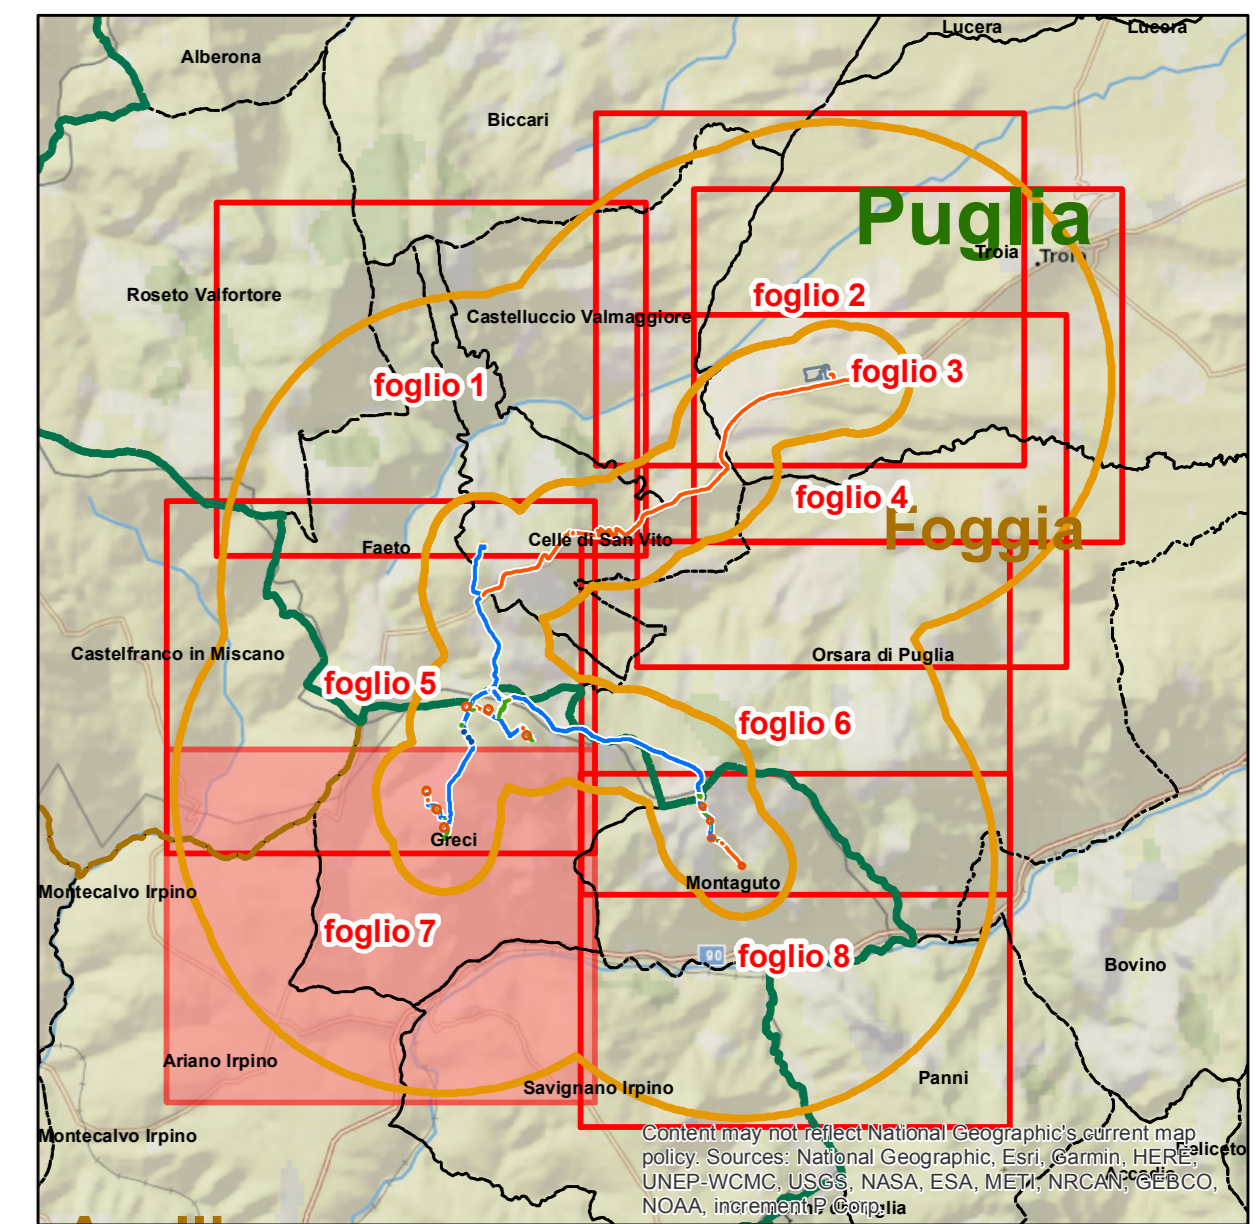 Lucera
Lucera
Alberona
Biccari
Puglia
Troia
Troia
Roseto Valfortore
foglio 2
Castelluccio Valmaggiore
foglio 1
foglio 3
foglio 4
Foggia
Faeto
Celle di San Vito
Castelfranco in Miscano
Orsara di Puglia
foglio 5
foglio 6
Greci
Montaguto
Montecalvo Irpino
foglio 7
90
foglio 8
Bovino
Ariano Irpino
Savignano Irpino
Panni
Montecalvo Irpino
Content may not reflect National Geographic's current map
policy. Sources: National Geographic, Esri, Garmin, HERE,
UNEP-WCMC, USGS, NASA, ESA, METI, NRCAN, GEBCO,
NOAA, increment P Corp.
Deliceto
Accadia